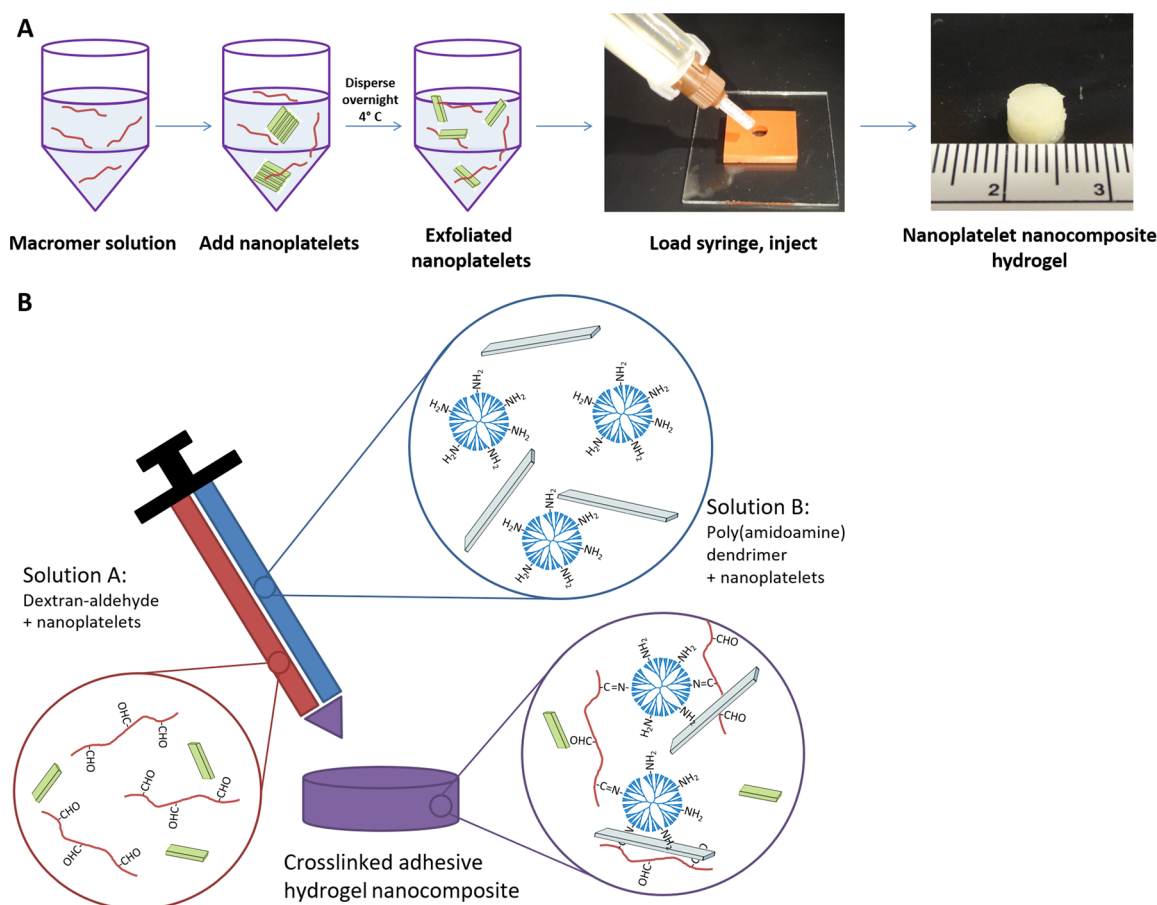 A
Disperse
overnight
4° C
Macromer solution
Add nanoplatelets
Exfoliated
nanoplatelets
Load syringe, inject
2
3
Nanoplatelet nanocomposite
hydrogel
B
NH2
H2N
NH2
NH2
NH2
H2N
NH2
H2N
NH2
NH2
NH2
H2N
NH2
H2N
NH2
NH2
NH2
H2N
Solution B:
Poly(amidoamine)
dendrimer
+ nanoplatelets
Solution A:
Dextran-aldehyde
+ nanoplatelets
OHC
CHO
CHO
CHO
CHO
OHC
CHO
OHC
CHO
NH2
NH2
CHO
C=N
N=C
NH2
CHO
H2N
OHC
NH2
C=N
NH2
NH
OHC
Crosslinked adhesive
hydrogel nanocomposite